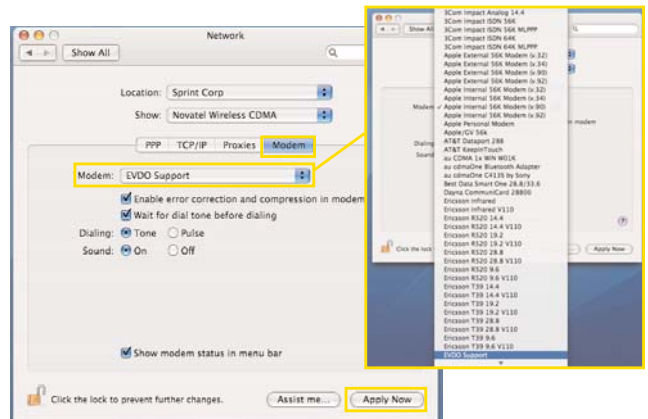 Network
Show All
Location: Sprint Corp
Show: Novatel Wireless CDMA
PPP TCP/IP Proxies Modem
Modem: EVDO Support
Enable error correction and compression in modem
Wait for dial tone before dialing
Dialing: Tone Pulse
Sound: On Off
Show modem status in menu bar
Click the lock to prevent further changes.
Assist me...
Apply Now
3Com Impact Analog 14.4
3Com Impact ISDN 56K
3Com Impact ISDN 56K MLPPP
3Com Impact ISDN 64K
3Com Impact ISDN 64K MLPPP
Apple External 56K Modem (v.32)
Apple External 56K Modem (v.34)
Apple External 56K Modem (v.90)
Apple External 56K Modem (v.92)
Apple Internal 56K Modem (v.32)
Apple Internal 56K Modem (v.34)
Modem ✓ Apple Internal 56K Modem (v.90)
Apple Internal 56K Modem (v.92)
modem
Apple Personal Modem
Apple/GV 56k
Dialing
AT&T Dataport 288
AT&T KeepinTouch
Sound
au CDMA 1x WIN W01K
au cdmaOne Bluetooth Adapter
au cdmaOne C413S by Sony
Best Data Smart One 28.8/33.6
Dayna CommuniCard 28800
Ericsson Infrared
Ericsson Infrared V110
Ericsson R520 14.4
Ericsson R520 14.4 V110
Ericsson R520 19.2
Ericsson R520 19.2 V110
Ericsson R520 28.8
Ericsson R520 28.8 V110
Click the lock
Apply Now
Ericsson R520 9.6
Ericsson R520 9.6 V110
Ericsson T39 14.4
Ericsson T39 14.4 V110
Ericsson T39 19.2
Ericsson T39 19.2 V110
Ericsson T39 28.8
Ericsson T39 28.8 V110
Ericsson T39 9.6
Ericsson T39 9.6 V110
EVDO Support